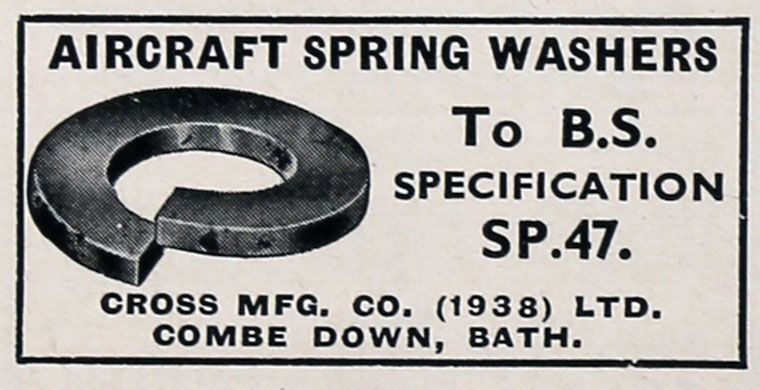 AIRCRAFT SPRING WASHERS
To B.S.
SPECIFICATION
SP.47.
CROSS MFG. CO. (1938) LTD.
COMBE DOWN, BATH.